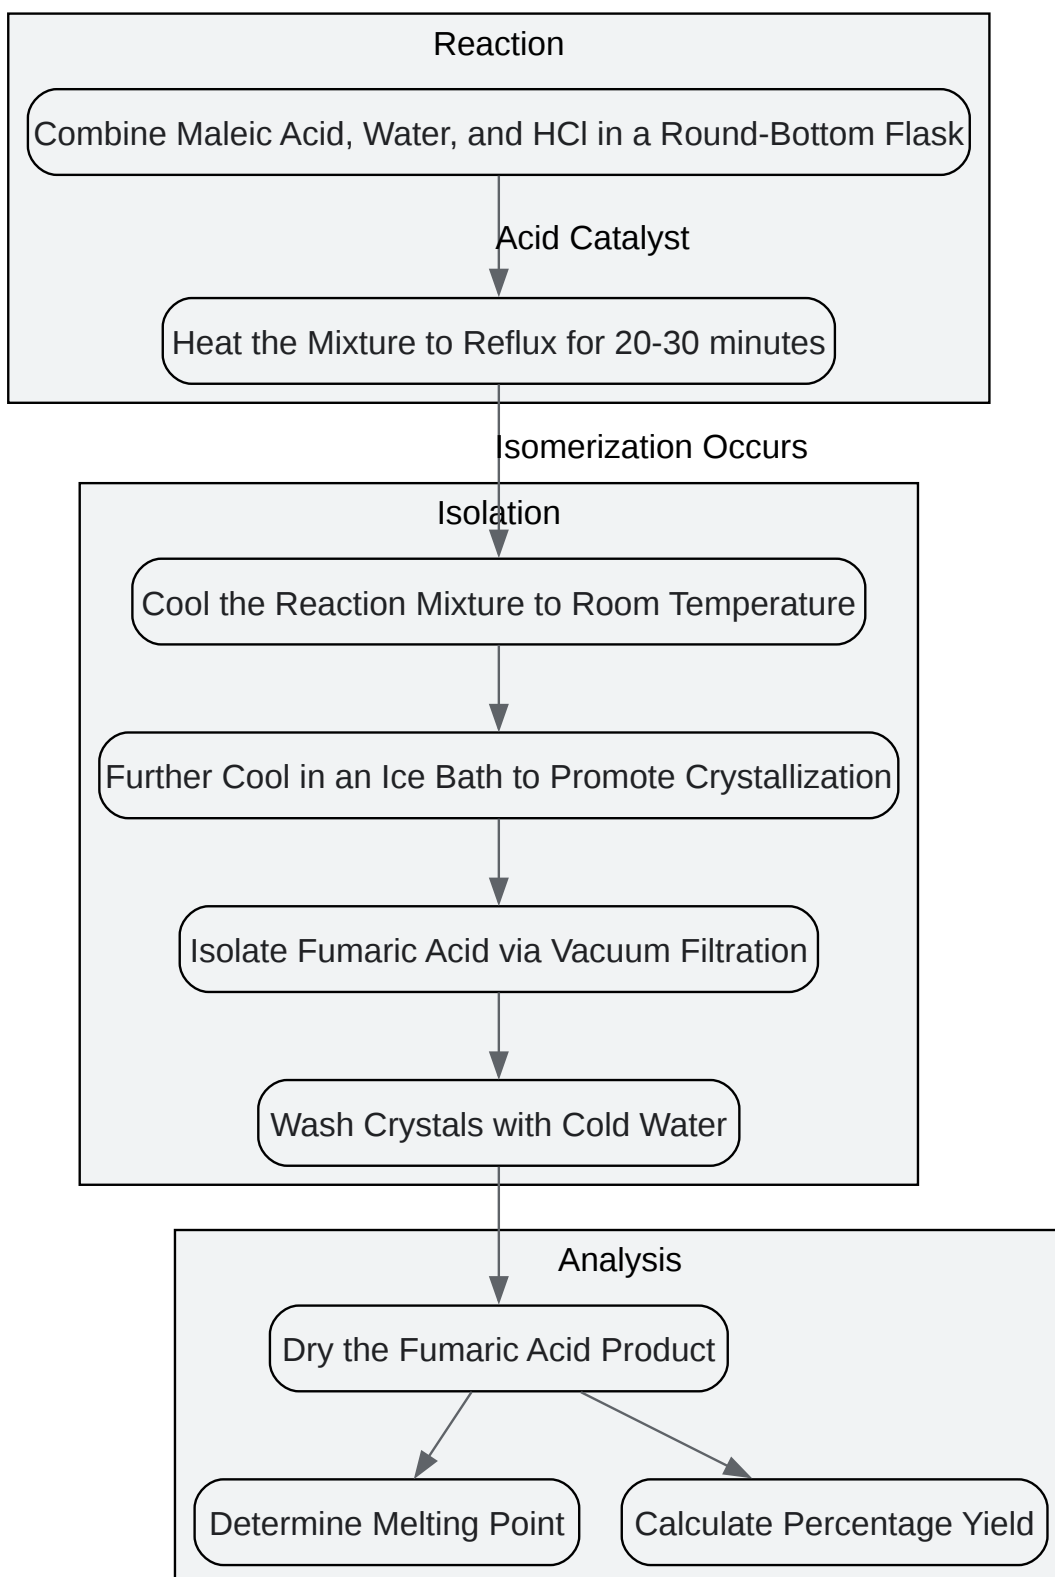 Reaction
Combine Maleic Acid, Water, and HCl in a Round-Bottom Flask
Acid Catalyst
Heat the Mixture to Reflux for 20-30 minutes
Isomerization Occurs
Isolation
Cool the Reaction Mixture to Room Temperature
Further Cool in an Ice Bath to Promote Crystallization
Isolate Fumaric Acid via Vacuum Filtration
Wash Crystals with Cold Water
Analysis
Dry the Fumaric Acid Product
Determine Melting Point
Calculate Percentage Yield